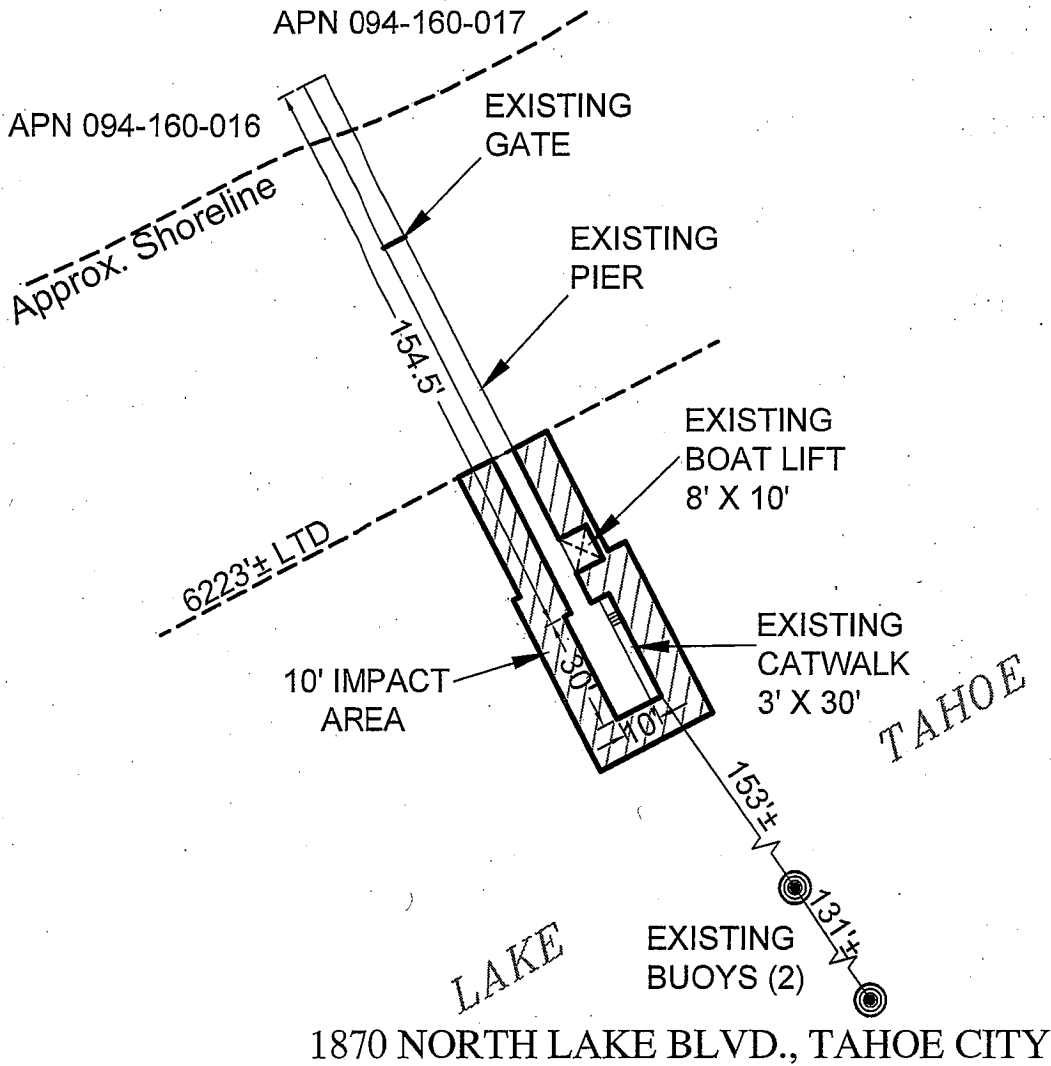 APN 094-160-017
APN 094-160-016
EXISTING
GATE
Approx. Shoreline
EXISTING
PIER
154.5'
EXISTING
BOAT LIFT
8' X 10'
6223'± LTD
10' IMPACT
AREA
30'
10'
EXISTING
CATWALK
3' X 30'
TAHOE
153'±
131'±
EXISTING
BUOYS (2)
LAKE
1870 NORTH LAKE BLVD., TAHOE CITY